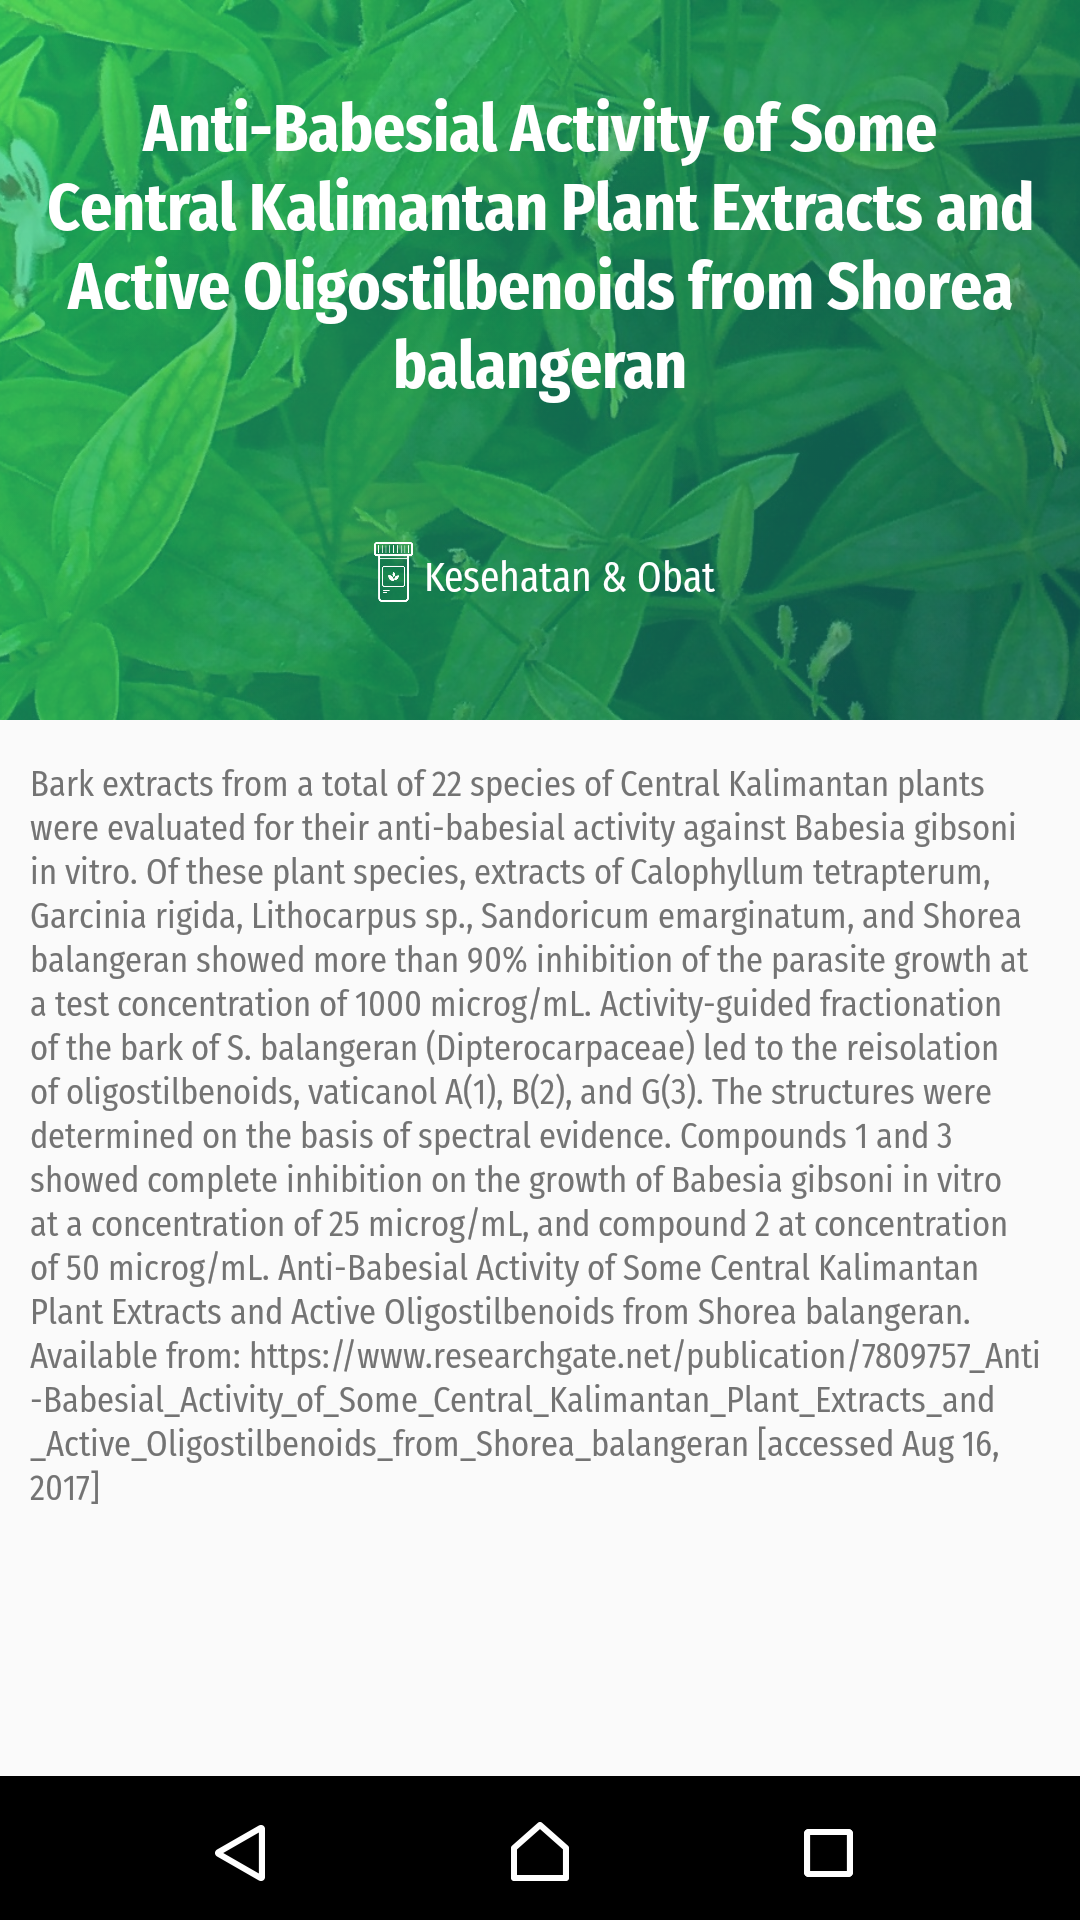 Anti-Babesial Activity of Some
Central Kalimantan Plant Extracts and
Active Oligostilbenoids from Shorea
balangeran
Kesehatan & Obat
Bark extracts from a total of 22 species of Central Kalimantan plants
were evaluated for their anti-babesial activity against Babesia gibsoni
in vitro. Of these plant species, extracts of Calophyllum tetrapterum,
Garcinia rigida, Lithocarpus sp., Sandoricum emarginatum, and Shorea
balangeran showed more than 90% inhibition of the parasite growth at
a test concentration of 1000 microg/mL. Activity-guided fractionation
of the bark of S. balangeran (Dipterocarpaceae) led to the reisolation
of oligostilbenoids, vaticanol A(1), B(2), and G(3). The structures were
determined on the basis of spectral evidence. Compounds 1 and 3
showed complete inhibition on the growth of Babesia gibsoni in vitro
at a concentration of 25 microg/mL, and compound 2 at concentration
of 50 microg/mL. Anti-Babesial Activity of Some Central Kalimantan
Plant Extracts and Active Oligostilbenoids from Shorea balangeran.
Available from: https://www.researchgate.net/publication/7809757_Anti
-Babesial_Activity_of_Some_Central_Kalimantan_Plant_Extracts_and
_Active_Oligostilbenoids_from_Shorea_balangeran [accessed Aug 16,
2017]